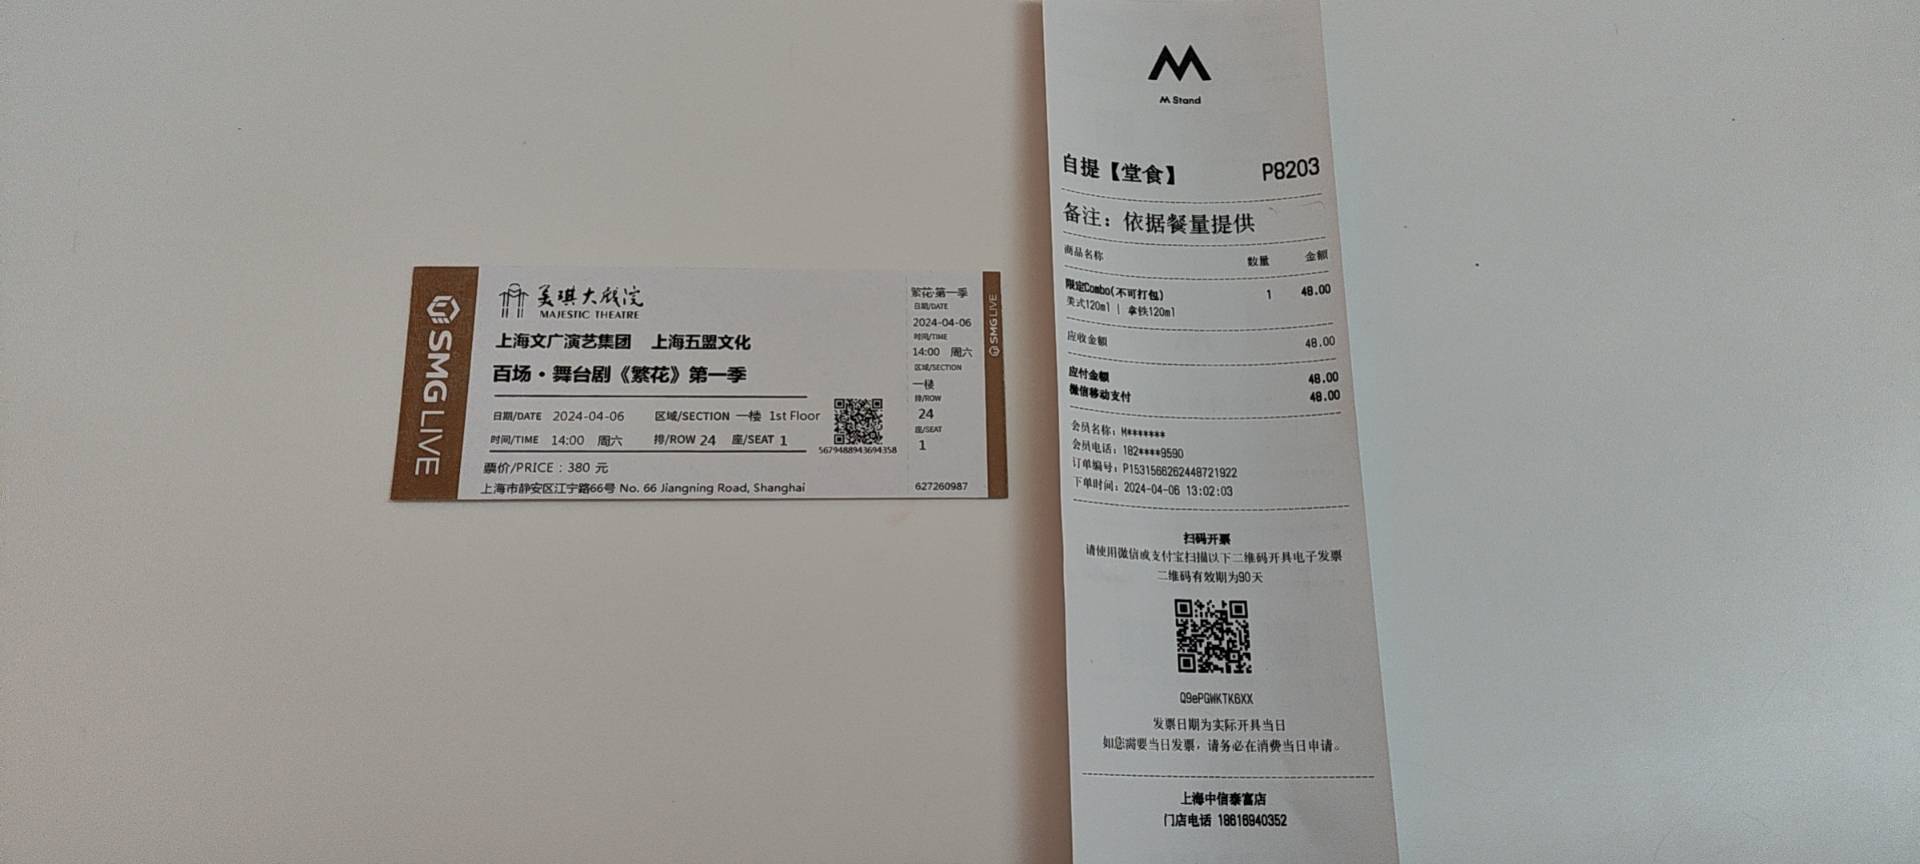 SMG LIVE
美琪大戏院
MAJESTIC THEATRE
上海文广演艺集团 上海五盟文化
百场·舞台剧《繁花》第一季
日期/DATE 2024-04-06 区域/SECTION 一楼 1st Floor
时间/TIME 14:00 周六 排/ROW 24 座/SEAT 1
5679488943694358
票价/PRICE：380 元
上海市静安区江宁路66号 No. 66 Jiangning Road, Shanghai
繁花·第一季
日期/DATE
2024-04-06
时间/TIME
14:00 周六
区域/SECTION
一楼
排/ROW
24
座/SEAT
1
627260987
SMG LIVE
M Stand
自提【堂食】 P8203
备注：依据餐量提供
商品名称 数量 金额
限定Combo(不可打包) 1 48.00
美式120ml | 拿铁120ml
应收金额 48.00
应付金额 48.00
微信移动支付 48.00
会员名称：M*******
会员电话：182****9590
订单编号：P1531566262448721922
下单时间：2024-04-06 13:02:03
扫码开票
请使用微信或支付宝扫描以下二维码开具电子发票
二维码有效期为90天
Q9ePGWKTK6XX
发票日期为实际开具当日
如您需要当日发票，请务必在消费当日申请。
上海中信泰富店
门店电话 18616940352